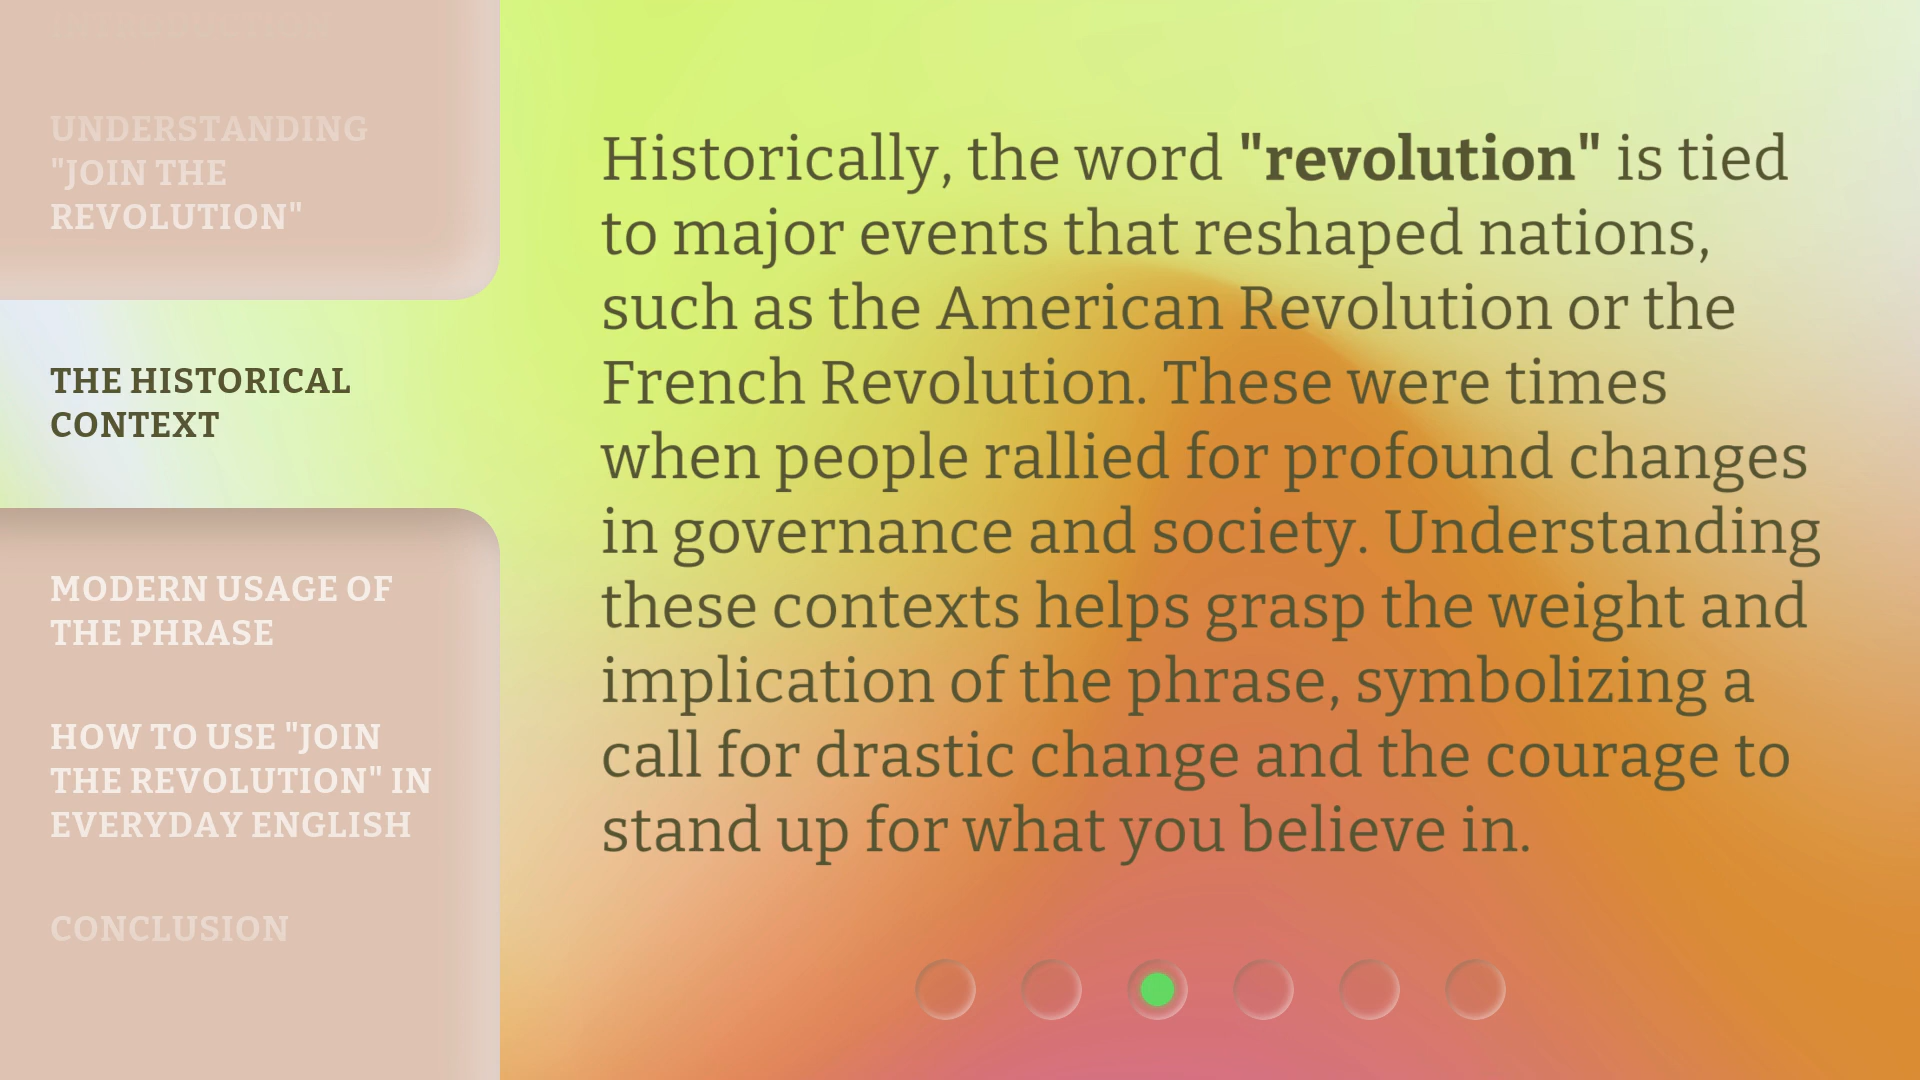 INTRODUCTION
UNDERSTANDING
"JOIN THE
REVOLUTION"
THE HISTORICAL
CONTEXT
MODERN USAGE OF
THE PHRASE
HOW TO USE "JOIN
THE REVOLUTION" IN
EVERYDAY ENGLISH
CONCLUSION
Historically, the word "revolution" is tied
to major events that reshaped nations,
such as the American Revolution or the
French Revolution. These were times
when people rallied for profound changes
in governance and society. Understanding
these contexts helps grasp the weight and
implication of the phrase, symbolizing a
call for drastic change and the courage to
stand up for what you believe in.